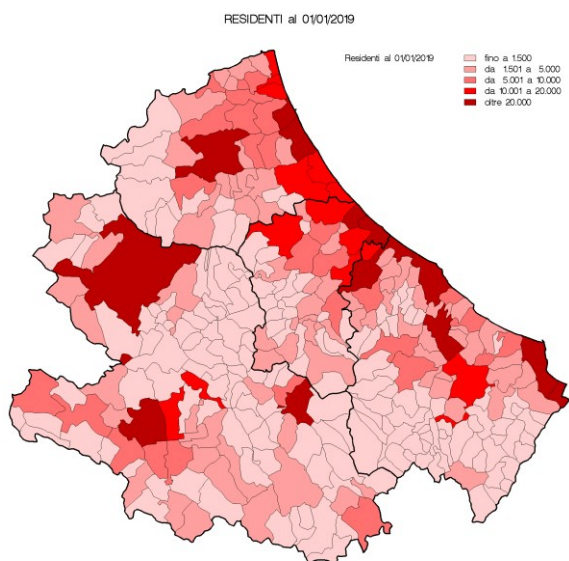 RESIDENTI al 01/01/2019
Residenti al 01/01/2019
fino a 1.500
da 1.501 a 5.000
da 5.001 a 10.000
da 10.001 a 20.000
oltre 20.000